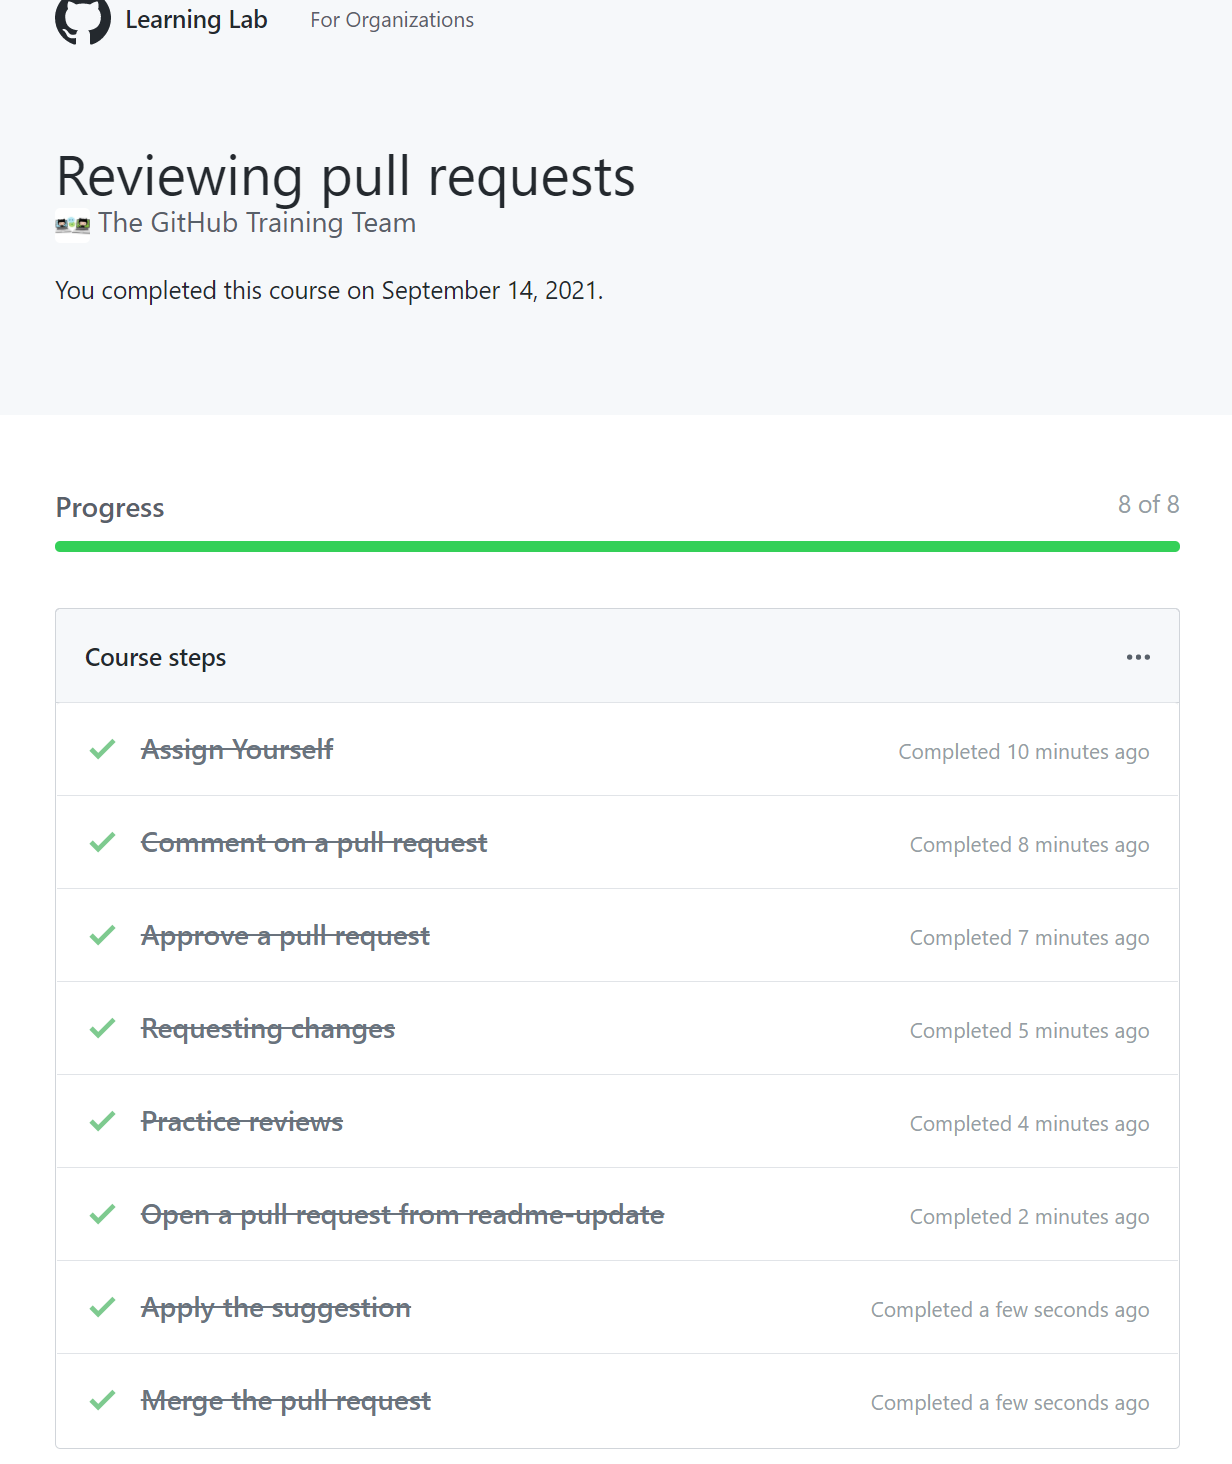 Learning Lab For Organizations
Reviewing pull requests
The GitHub Training Team
You completed this course on September 14, 2021.
Progress 8 of 8
Course steps
Assign Yourself Completed 10 minutes ago
Comment on a pull request Completed 8 minutes ago
Approve a pull request Completed 7 minutes ago
Requesting changes Completed 5 minutes ago
Practice reviews Completed 4 minutes ago
Open a pull request from readme-update Completed 2 minutes ago
Apply the suggestion Completed a few seconds ago
Merge the pull request Completed a few seconds ago